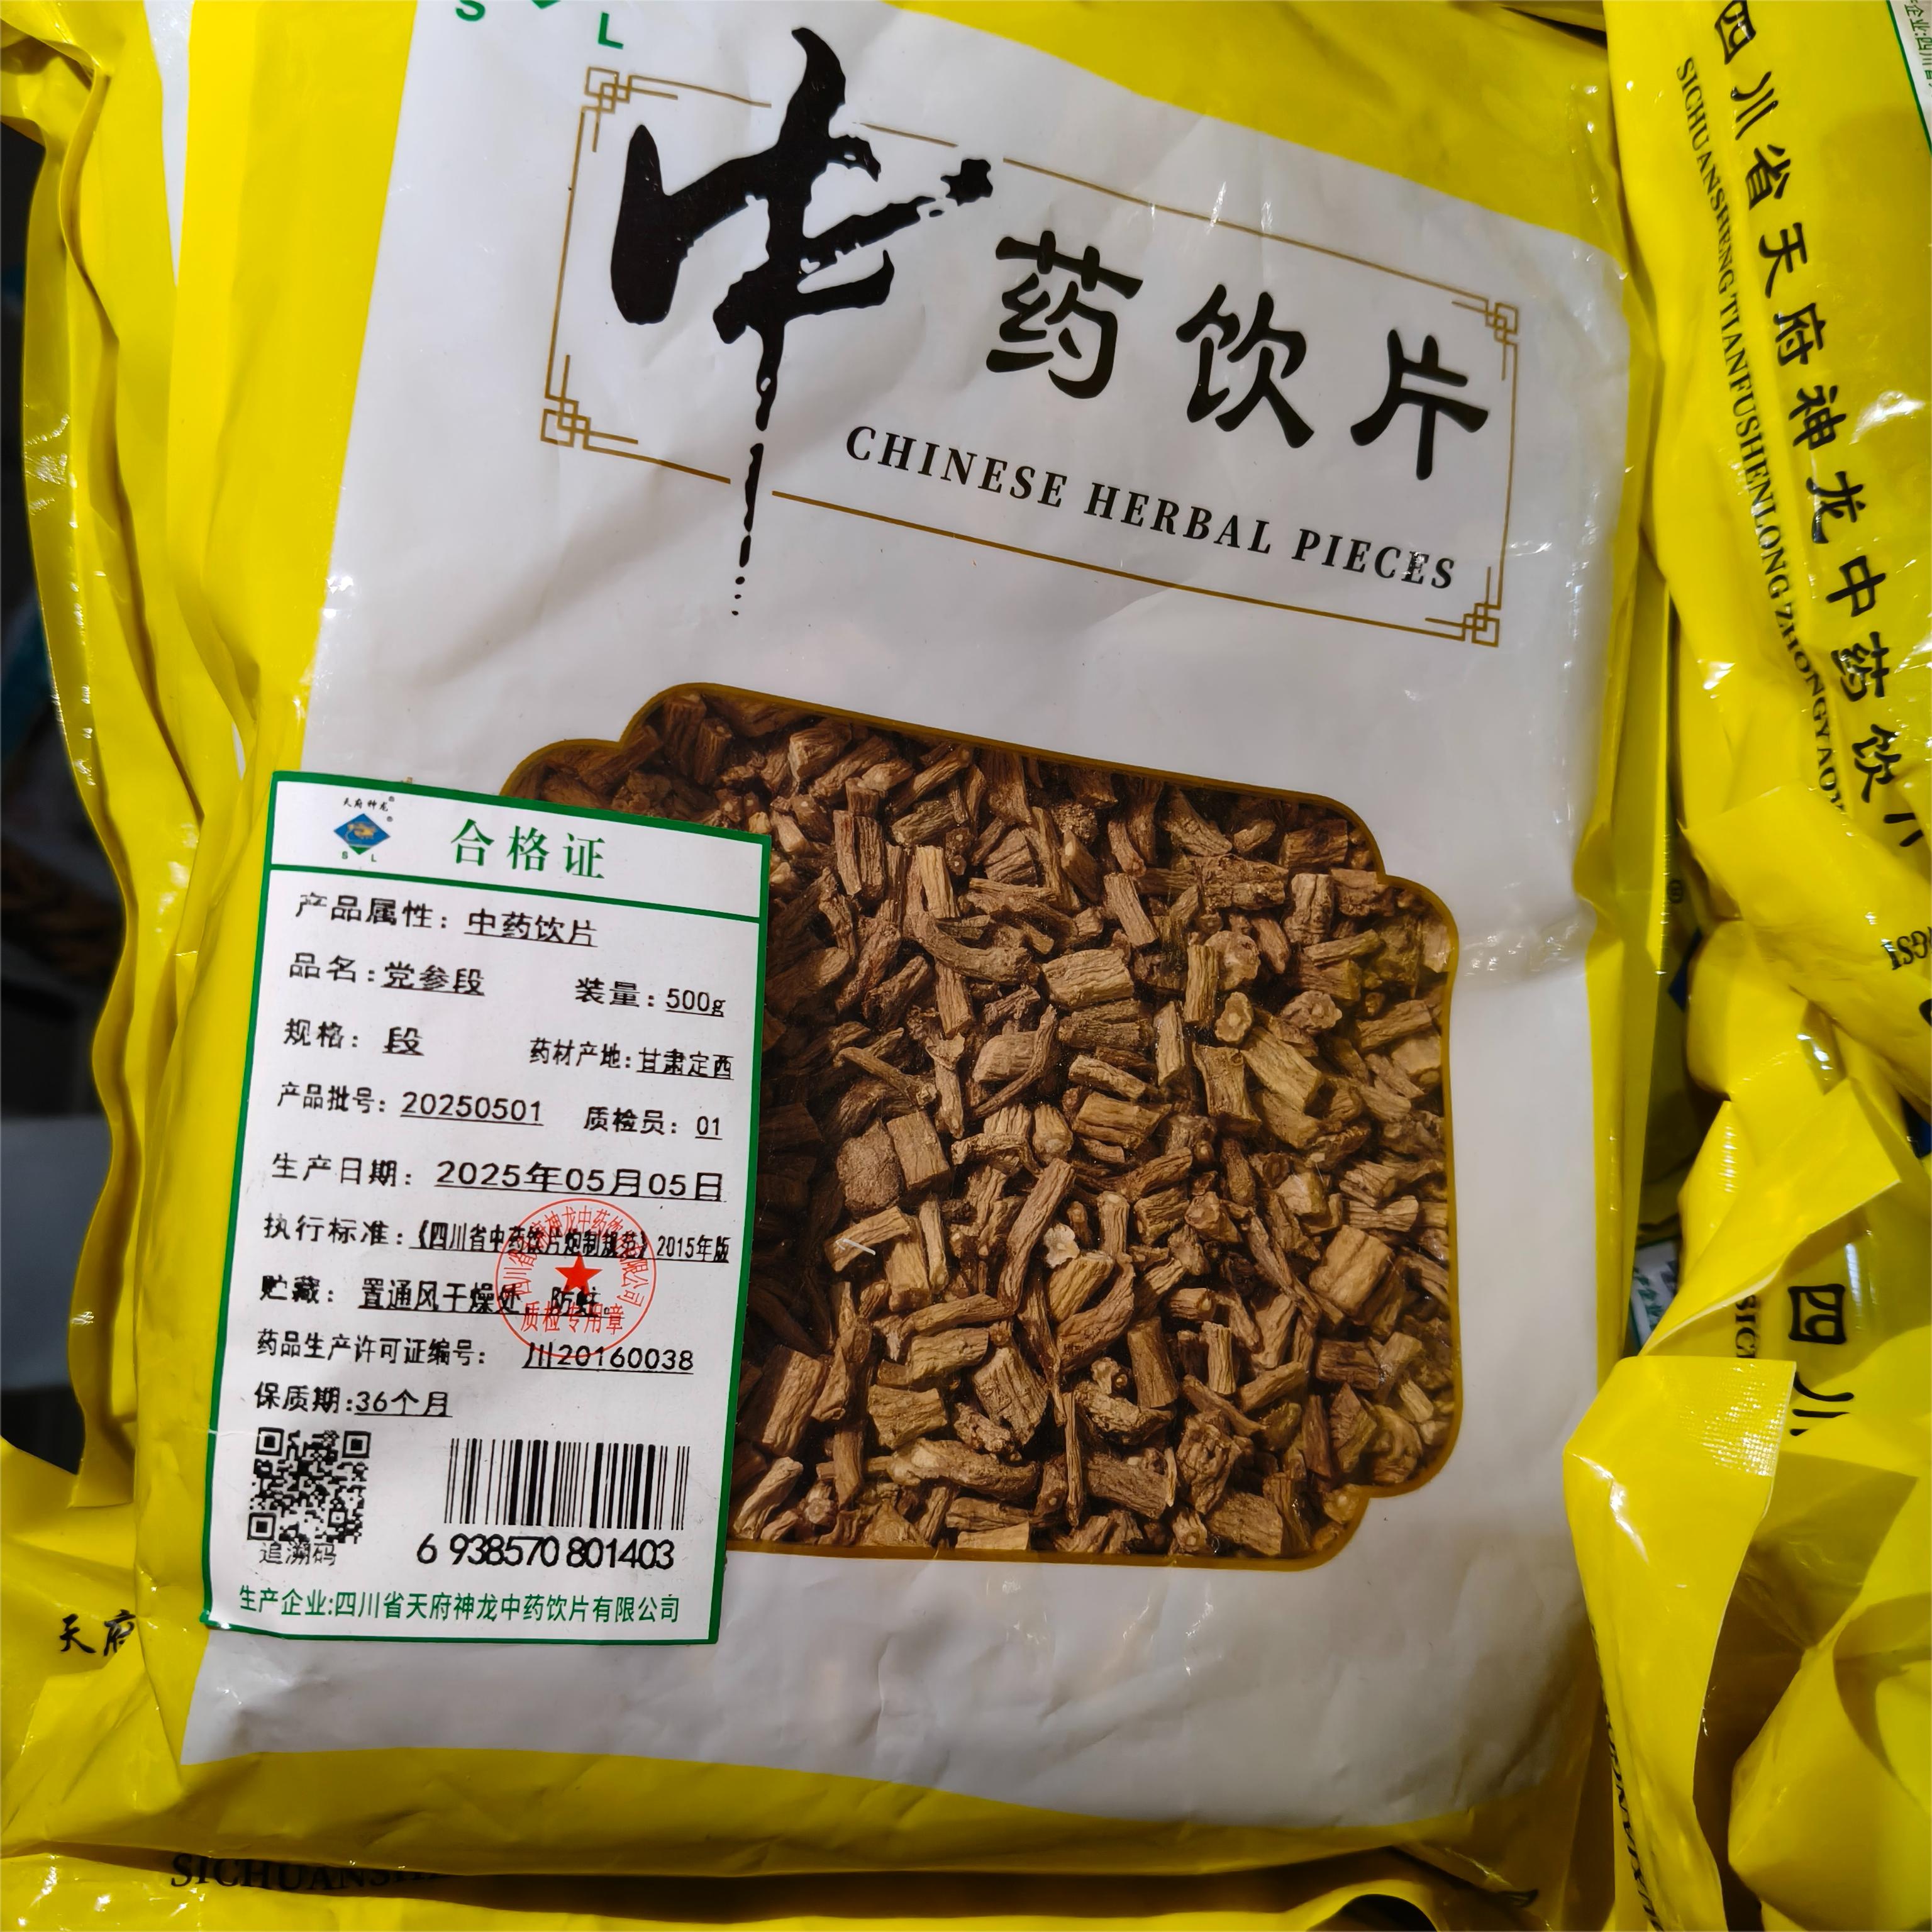 S L
中药饮片
CHINESE HERBAL PIECES
天府神龙®
®
S L
合格证
产品属性：中药饮片
品名：党参段 装量：500g
规格：段 药材产地：甘肃定西
产品批号：20250501 质检员：01
生产日期：2025年05月05日
执行标准：《四川省中药饮片炮制规范》2015年版
贮藏：置通风干燥处，防蛀。
质检专用章
药品生产许可证编号：川20160038
保质期:36个月
追溯码
6 938570 801403
生产企业:四川省天府神龙中药饮片有限公司
四川省天府神龙中药饮
SICHUANSHENGTIANFUSHENLONGZHONGYAOY
四川
天府
SICHUANSHE